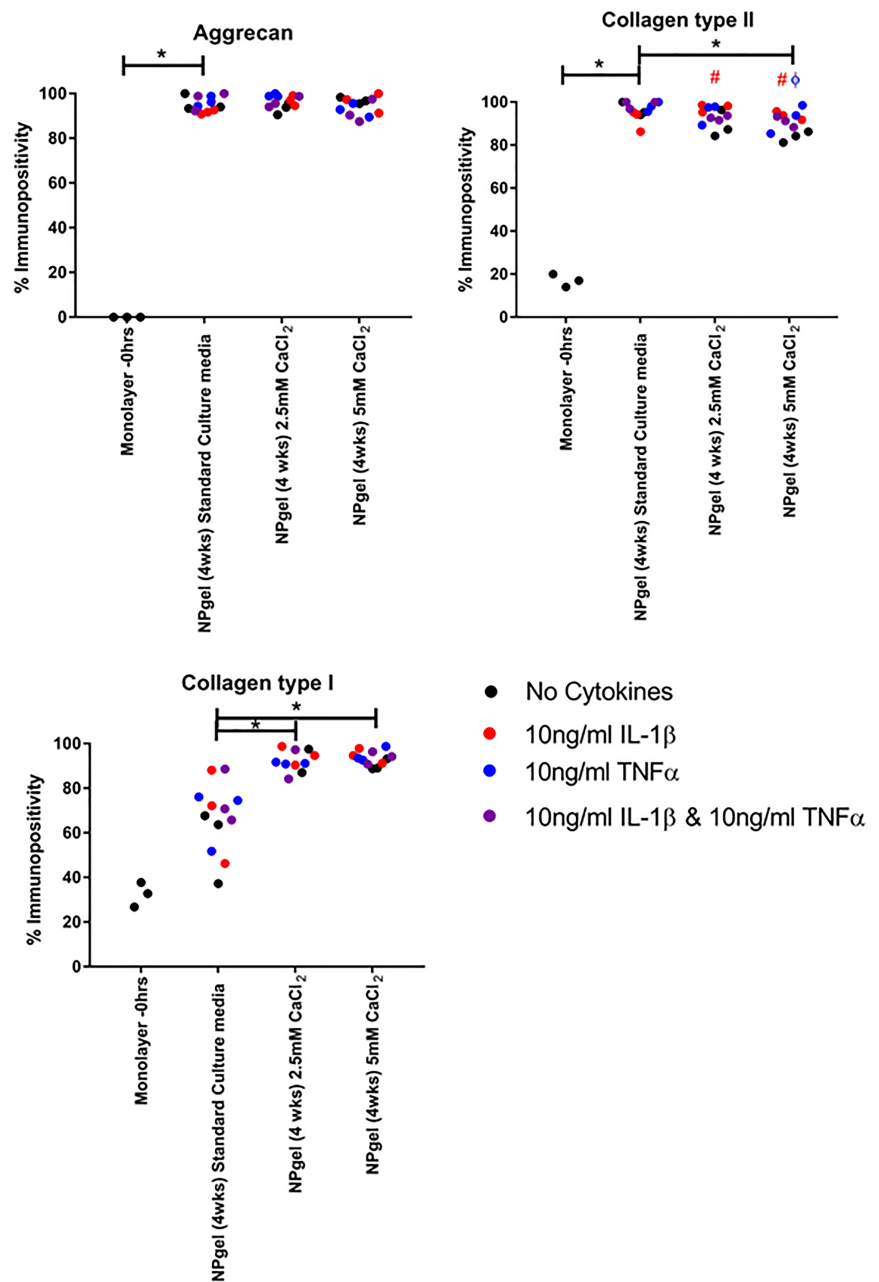 Aggrecan
*
% Immunopositivity
100
80
60
40
20
0
Monolayer -0hrs
NPgel (4wks) Standard Culture media
NPgel (4 wks) 2.5mM CaCl2
NPgel (4wks) 5mM CaCl2
Collagen type II
*
*
#
# ϕ
% Immunopositivity
100
80
60
40
20
0
Monolayer -0hrs
NPgel (4wks) Standard Culture media
NPgel (4 wks) 2.5mM CaCl2
NPgel (4wks) 5mM CaCl2
Collagen type I
*
*
% Immunopositivity
100
80
60
40
20
0
Monolayer -0hrs
NPgel (4wks) Standard Culture media
NPgel (4 wks) 2.5mM CaCl2
NPgel (4wks) 5mM CaCl2
No Cytokines
10ng/ml IL-1β
10ng/ml TNFα
10ng/ml IL-1β & 10ng/ml TNFα